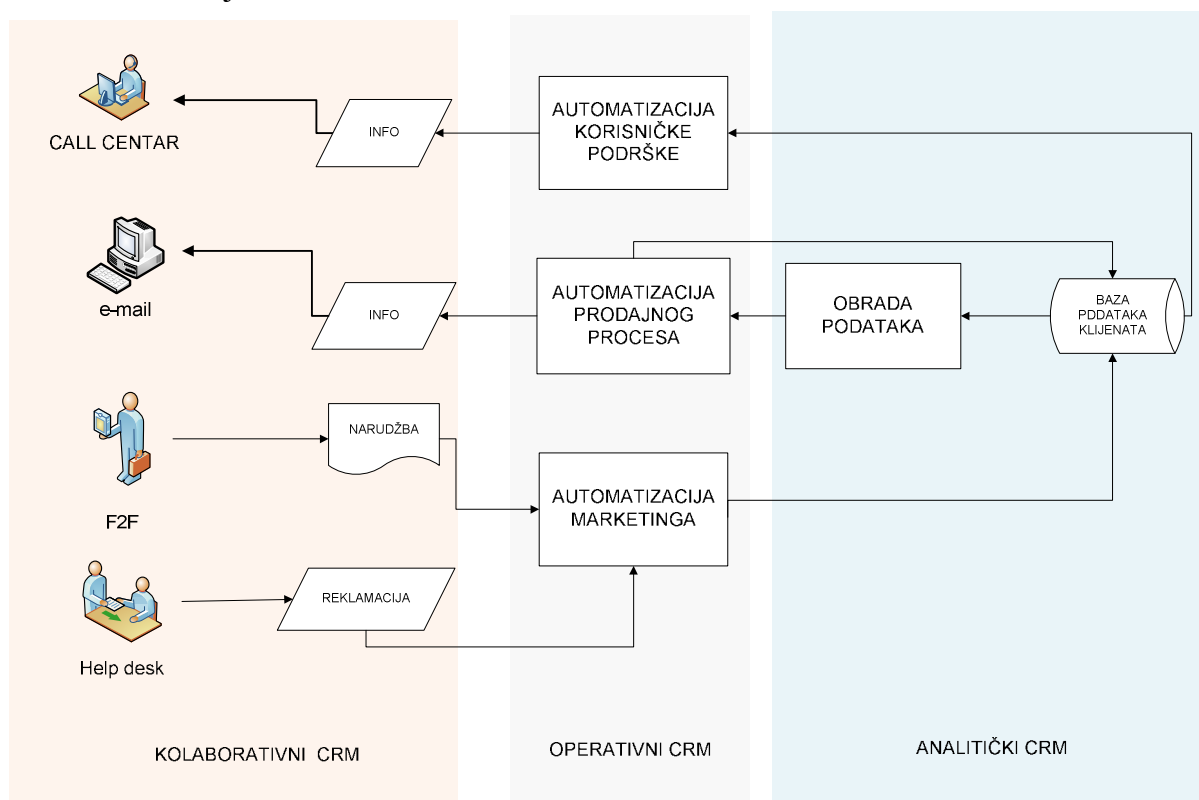 CALL CENTAR
INFO
AUTOMATIZACIJA
KORISNIČKE
PODRŠKE
e-mail
INFO
AUTOMATIZACIJA
PRODAJNOG
PROCESA
OBRADA
PODATAKA
BAZA
PDDATAKA
KLIJENATA
F2F
NARUDŽBA
AUTOMATIZACIJA
MARKETINGA
Help desk
REKLAMACIJA
KOLABORATIVNI CRM
OPERATIVNI CRM
ANALITIČKI CRM